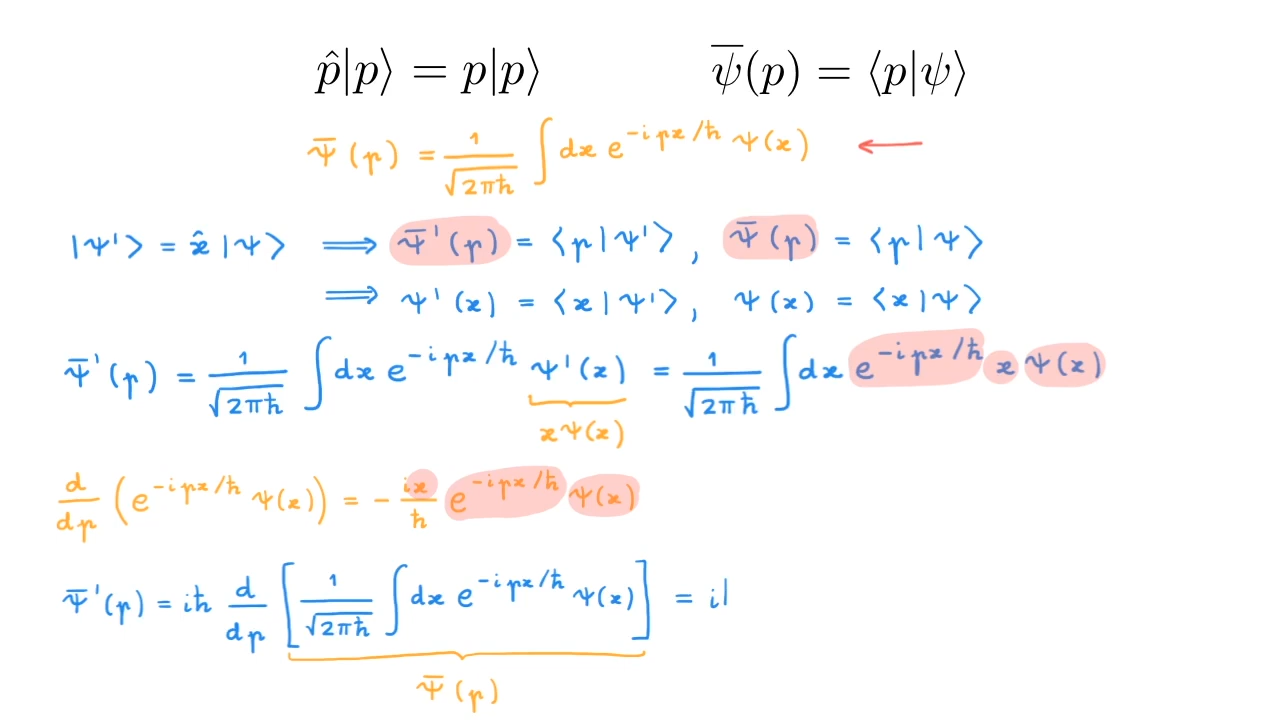 p̂|p⟩ = p|p⟩    ψ̅(p) = ⟨p|ψ⟩
ψ̅(p) = 1/√(2πħ) ∫ dx e^{-ipx/ħ} ψ(x) ←
|ψ'⟩ = x̂|ψ⟩ ⟹ ψ̅'(p) = ⟨p|ψ'⟩, ψ̅(p) = ⟨p|ψ⟩
⟹ ψ'(x) = ⟨x|ψ'⟩, ψ(x) = ⟨x|ψ⟩
ψ̅'(p) = 1/√(2πħ) ∫ dx e^{-ipx/ħ} ψ'(x) = 1/√(2πħ) ∫ dx e^{-ipx/ħ} x ψ(x)
xψ(x)
d/dp (e^{-ipx/ħ} ψ(x)) = - ix/ħ e^{-ipx/ħ} ψ(x)
ψ̅'(p) = iħ d/dp [1/√(2πħ) ∫ dx e^{-ipx/ħ} ψ(x)] = i
ψ̅(p)